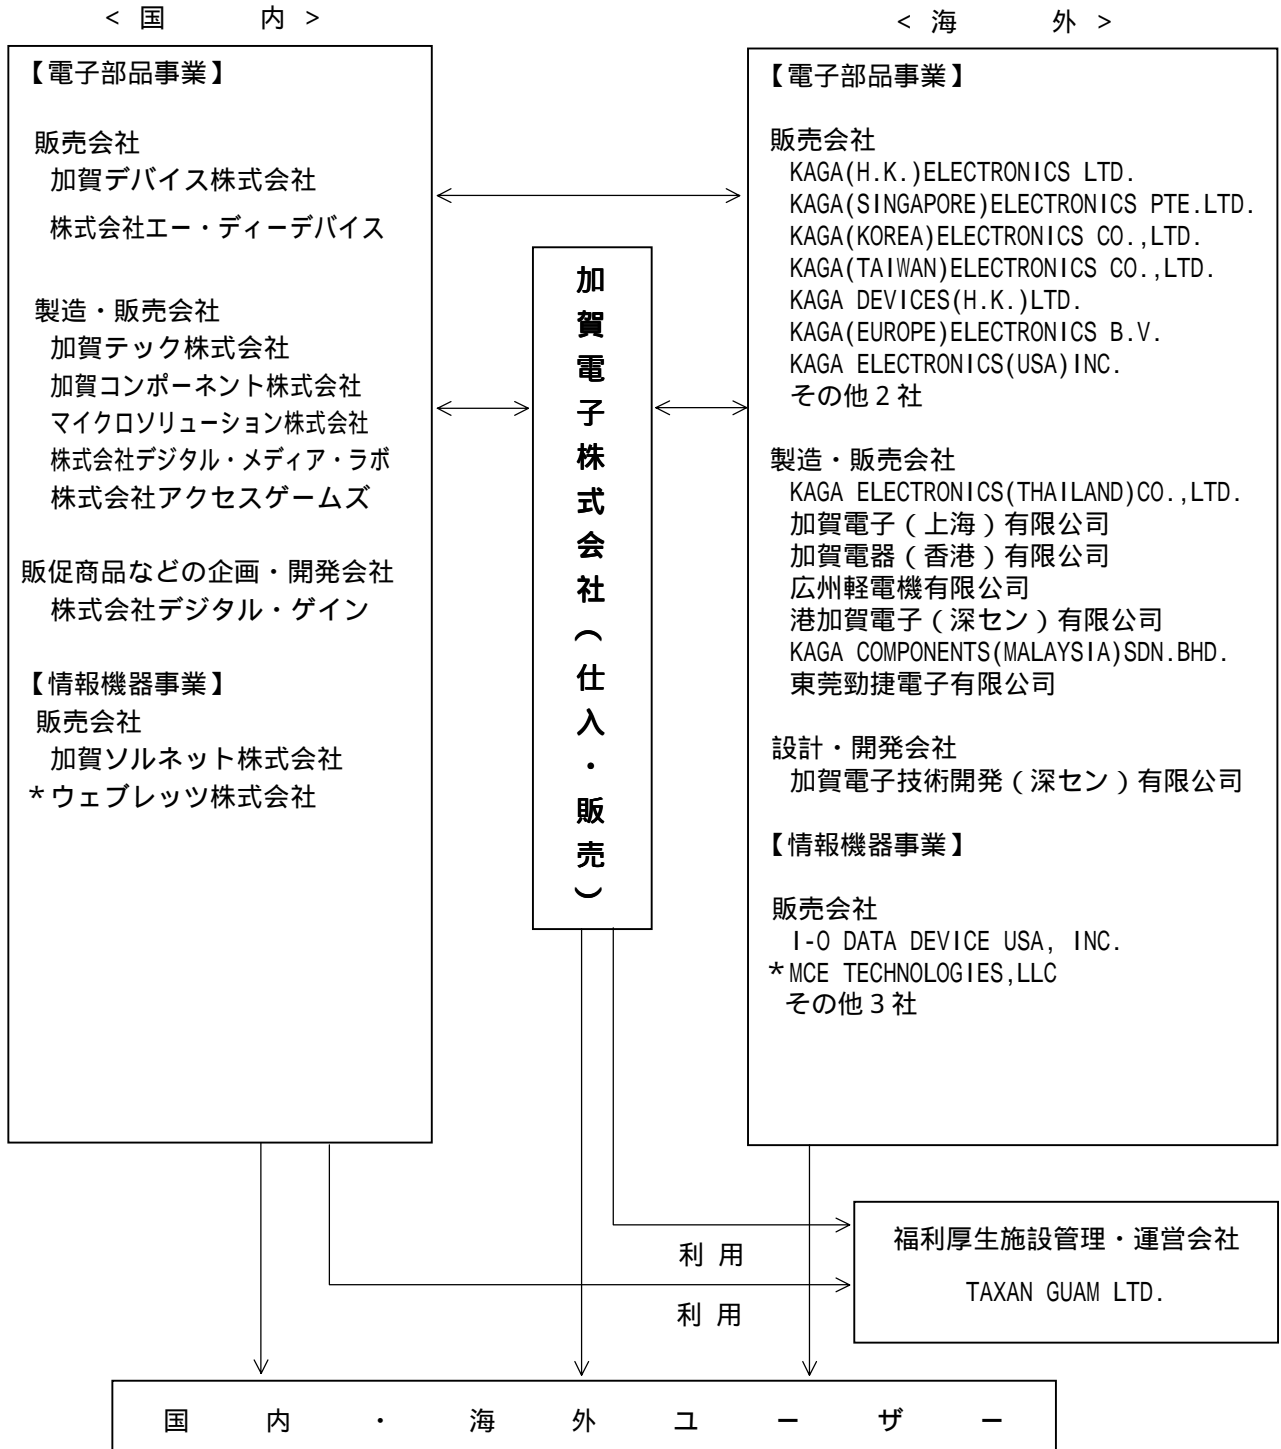 < 国 内 >
【電子部品事業】
販売会社
加賀デバイス株式会社
株式会社エー・ディーデバイス
製造・販売会社
加賀テック株式会社
加賀コンポーネント株式会社
マイクロソリューション株式会社
株式会社デジタル・メディア・ラボ
株式会社アクセスゲームズ
販促商品などの企画・開発会社
株式会社デジタル・ゲイン
【情報機器事業】
販売会社
加賀ソルネット株式会社
*ウェブレッツ株式会社
加賀電子株式会社(仕入・販売)
< 海 外 >
【電子部品事業】
販売会社
KAGA(H.K.)ELECTRONICS LTD.
KAGA(SINGAPORE)ELECTRONICS PTE.LTD.
KAGA(KOREA)ELECTRONICS CO.,LTD.
KAGA(TAIWAN)ELECTRONICS CO.,LTD.
KAGA DEVICES(H.K.)LTD.
KAGA(EUROPE)ELECTRONICS B.V.
KAGA ELECTRONICS(USA)INC.
その他2社
製造・販売会社
KAGA ELECTRONICS(THAILAND)CO.,LTD.
加賀電子(上海)有限公司
加賀電器(香港)有限公司
広州軽電機有限公司
港加賀電子(深セン)有限公司
KAGA COMPONENTS(MALAYSIA)SDN.BHD.
東莞勁捷電子有限公司
設計・開発会社
加賀電子技術開発(深セン)有限公司
【情報機器事業】
販売会社
I-O DATA DEVICE USA, INC.
*MCE TECHNOLOGIES,LLC
その他3社
利用
利用
福利厚生施設管理・運営会社
TAXAN GUAM LTD.
国内・海外ユーザー